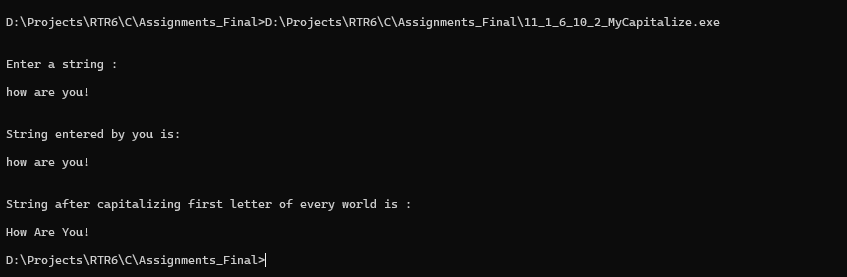 D:\Projects\RTR6\C\Assignments_Final>D:\Projects\RTR6\C\Assignments_Final\11_1_6_10_2_MyCapitalize.exe
Enter a string :
how are you!
String entered by you is:
how are you!
String after capitalizing first letter of every world is :
How Are You!
D:\Projects\RTR6\C\Assignments_Final>